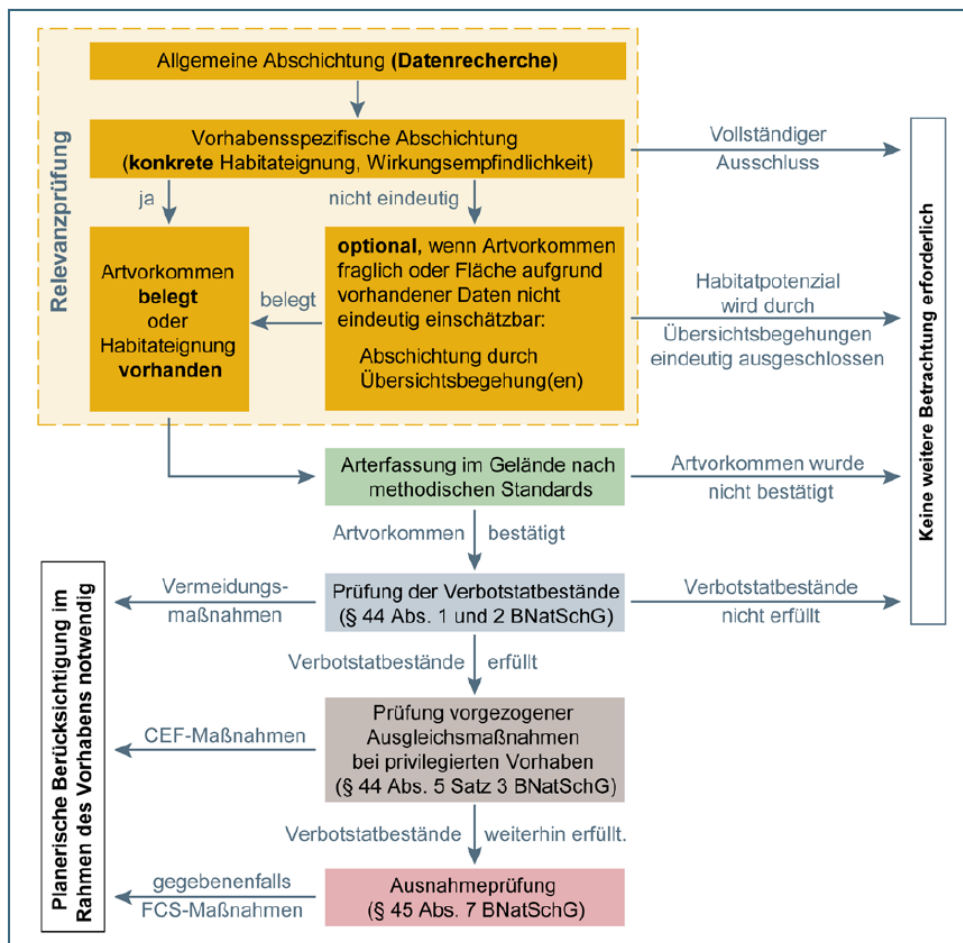 Relevanzprüfung
Allgemeine Abschichtung (Datenrecherche)
Vorhabensspezifische Abschichtung
(konkrete Habitateignung, Wirkungsempfindlichkeit)
Vollständiger
Ausschluss
ja
nicht eindeutig
Artvorkommen
belegt
oder
Habitateignung
vorhanden
belegt
optional, wenn Artvorkommen
fraglich oder Fläche aufgrund
vorhandener Daten nicht
eindeutig einschätzbar:
Abschichtung durch
Übersichtsbegehung(en)
Habitatpotenzial
wird durch
Übersichtsbegehungen
eindeutig ausgeschlossen
Keine weitere Betrachtung erforderlich
Arterfassung im Gelände nach
methodischen Standards
Artvorkommen wurde
nicht bestätigt
Artvorkommen bestätigt
Vermeidungs-
maßnahmen
Prüfung der Verbotstatbestände
(§ 44 Abs. 1 und 2 BNatSchG)
Verbotstatbestände
nicht erfüllt
Verbotstatbestände erfüllt
Planerische Berücksichtigung im
Rahmen des Vorhabens notwendig
CEF-Maßnahmen
Prüfung vorgezogener
Ausgleichsmaßnahmen
bei privilegierten Vorhaben
(§ 44 Abs. 5 Satz 3 BNatSchG)
Verbotstatbestände weiterhin erfüllt.
gegebenenfalls
FCS-Maßnahmen
Ausnahmeprüfung
(§ 45 Abs. 7 BNatSchG)